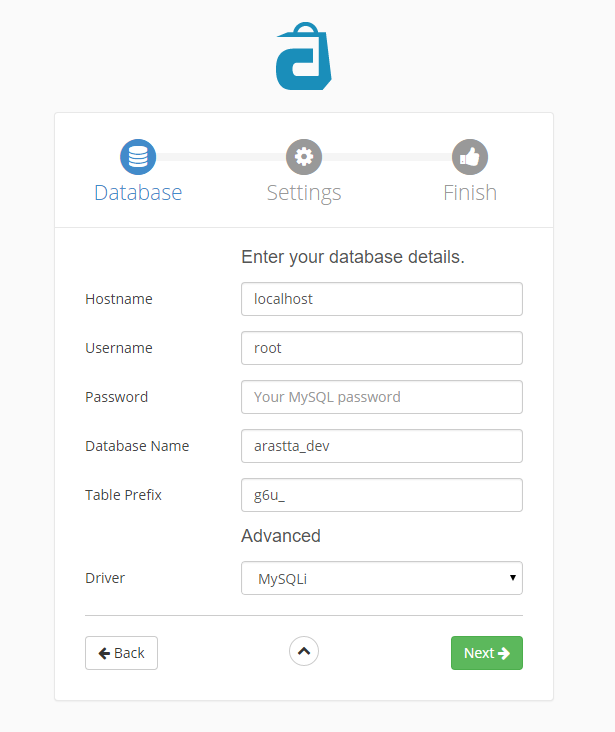 Database Settings Finish
Enter your database details.
Hostname localhost
Username root
Password Your MySQL password
Database Name arastta_dev
Table Prefix g6u_
Advanced
Driver MySQLi
Back Next